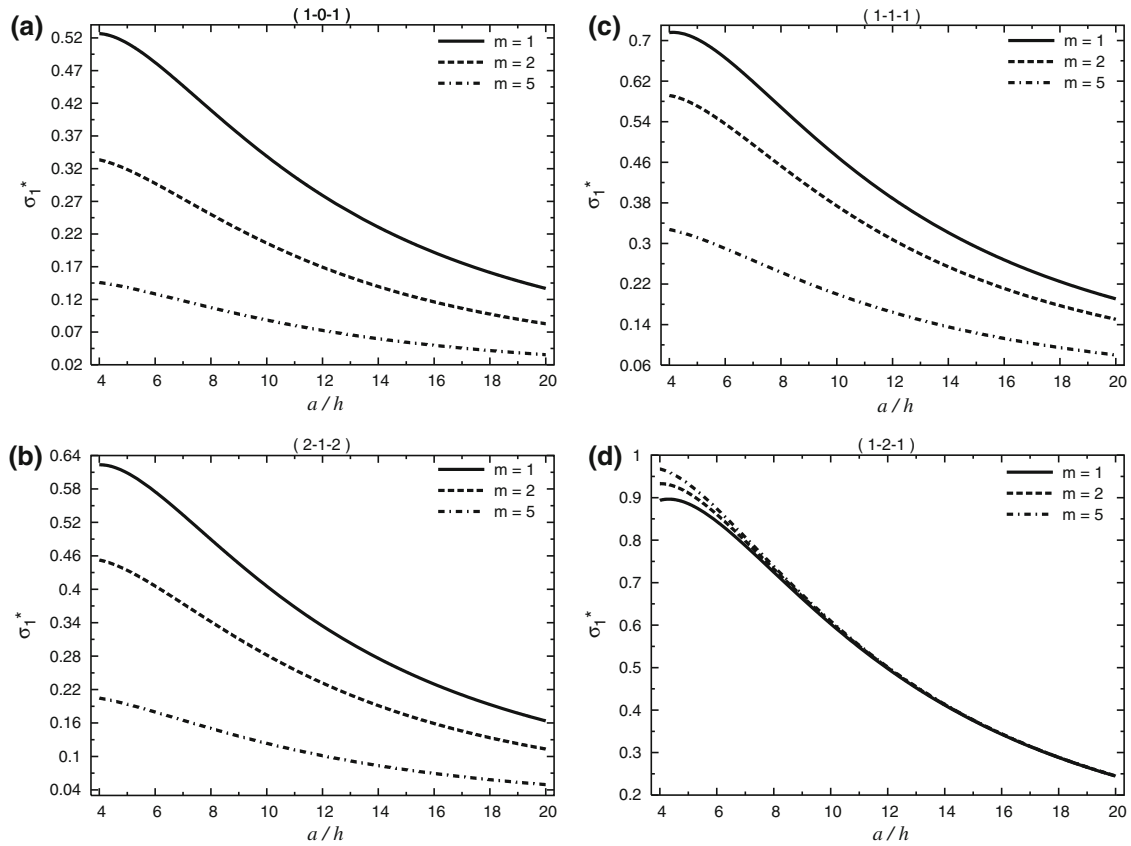 (a)
( 1-0-1 )
m = 1
m = 2
m = 5
0.52
0.47
0.42
0.37
0.32
0.27
0.22
0.17
0.12
0.07
0.02
σ1*
4 6 8 10 12 14 16 18 20
a / h
(c)
( 1-1-1 )
m = 1
m = 2
m = 5
0.7
0.62
0.54
0.46
0.38
0.3
0.22
0.14
0.06
σ1*
4 6 8 10 12 14 16 18 20
a / h
(b)
( 2-1-2 )
m = 1
m = 2
m = 5
0.64
0.58
0.52
0.46
0.4
0.34
0.28
0.22
0.16
0.1
0.04
σ1*
4 6 8 10 12 14 16 18 20
a / h
(d)
( 1-2-1 )
m = 1
m = 2
m = 5
1
0.9
0.8
0.7
0.6
0.5
0.4
0.3
0.2
σ1*
4 6 8 10 12 14 16 18 20
a / h